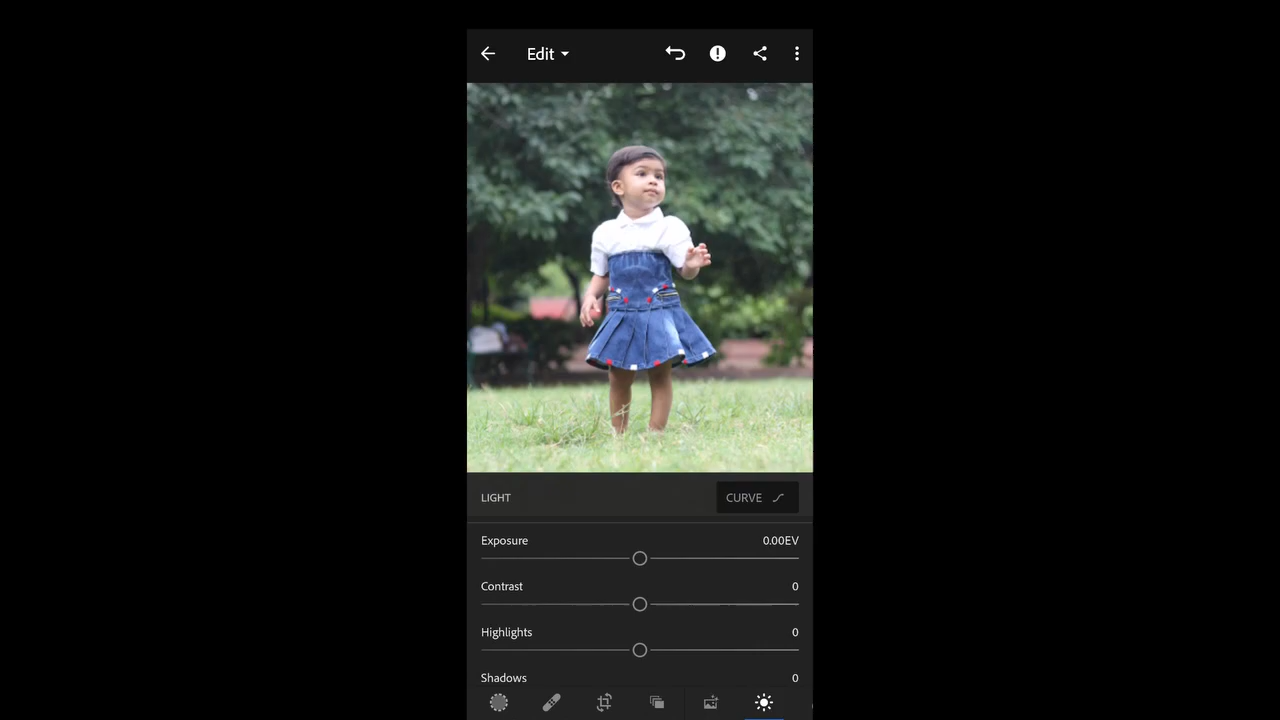 Edit
LIGHT
CURVE
Exposure 0.00EV
Contrast 0
Highlights 0
Shadows 0